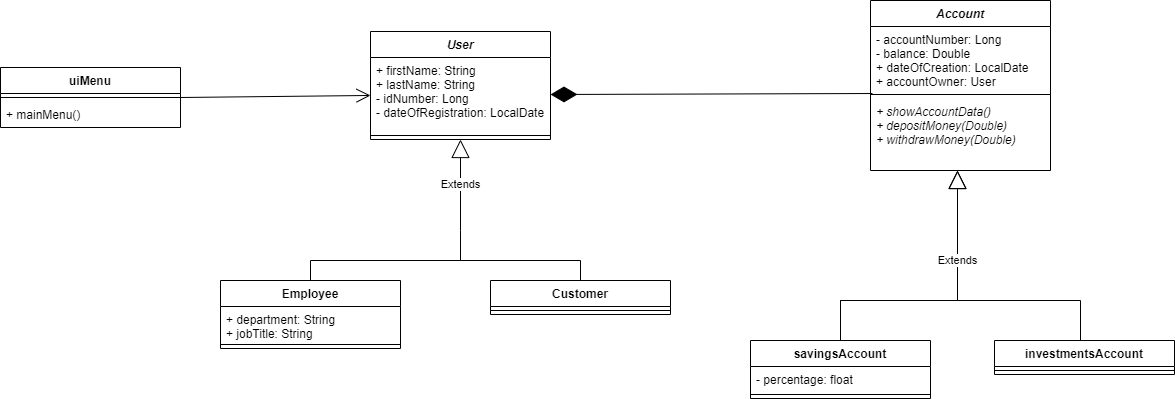 uiMenu
+ mainMenu()
User
+ firstName: String
+ lastName: String
- idNumber: Long
- dateOfRegistration: LocalDate
Account
- accountNumber: Long
- balance: Double
+ dateOfCreation: LocalDate
+ accountOwner: User
+ showAccountData()
+ depositMoney(Double)
+ withdrawMoney(Double)
Extends
Employee
+ department: String
+ jobTitle: String
Customer
Extends
savingsAccount
- percentage: float
investmentsAccount